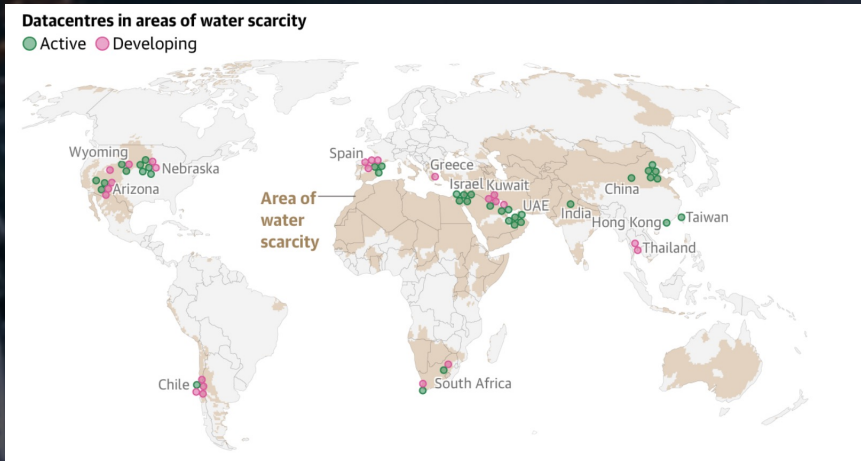 Datacentres in areas of water scarcity
Active Developing
Wyoming
Nebraska
Arizona
Spain
Greece
Israel Kuwait
UAE
Area of
water
scarcity
China
India
Hong Kong
Taiwan
Thailand
Chile
South Africa